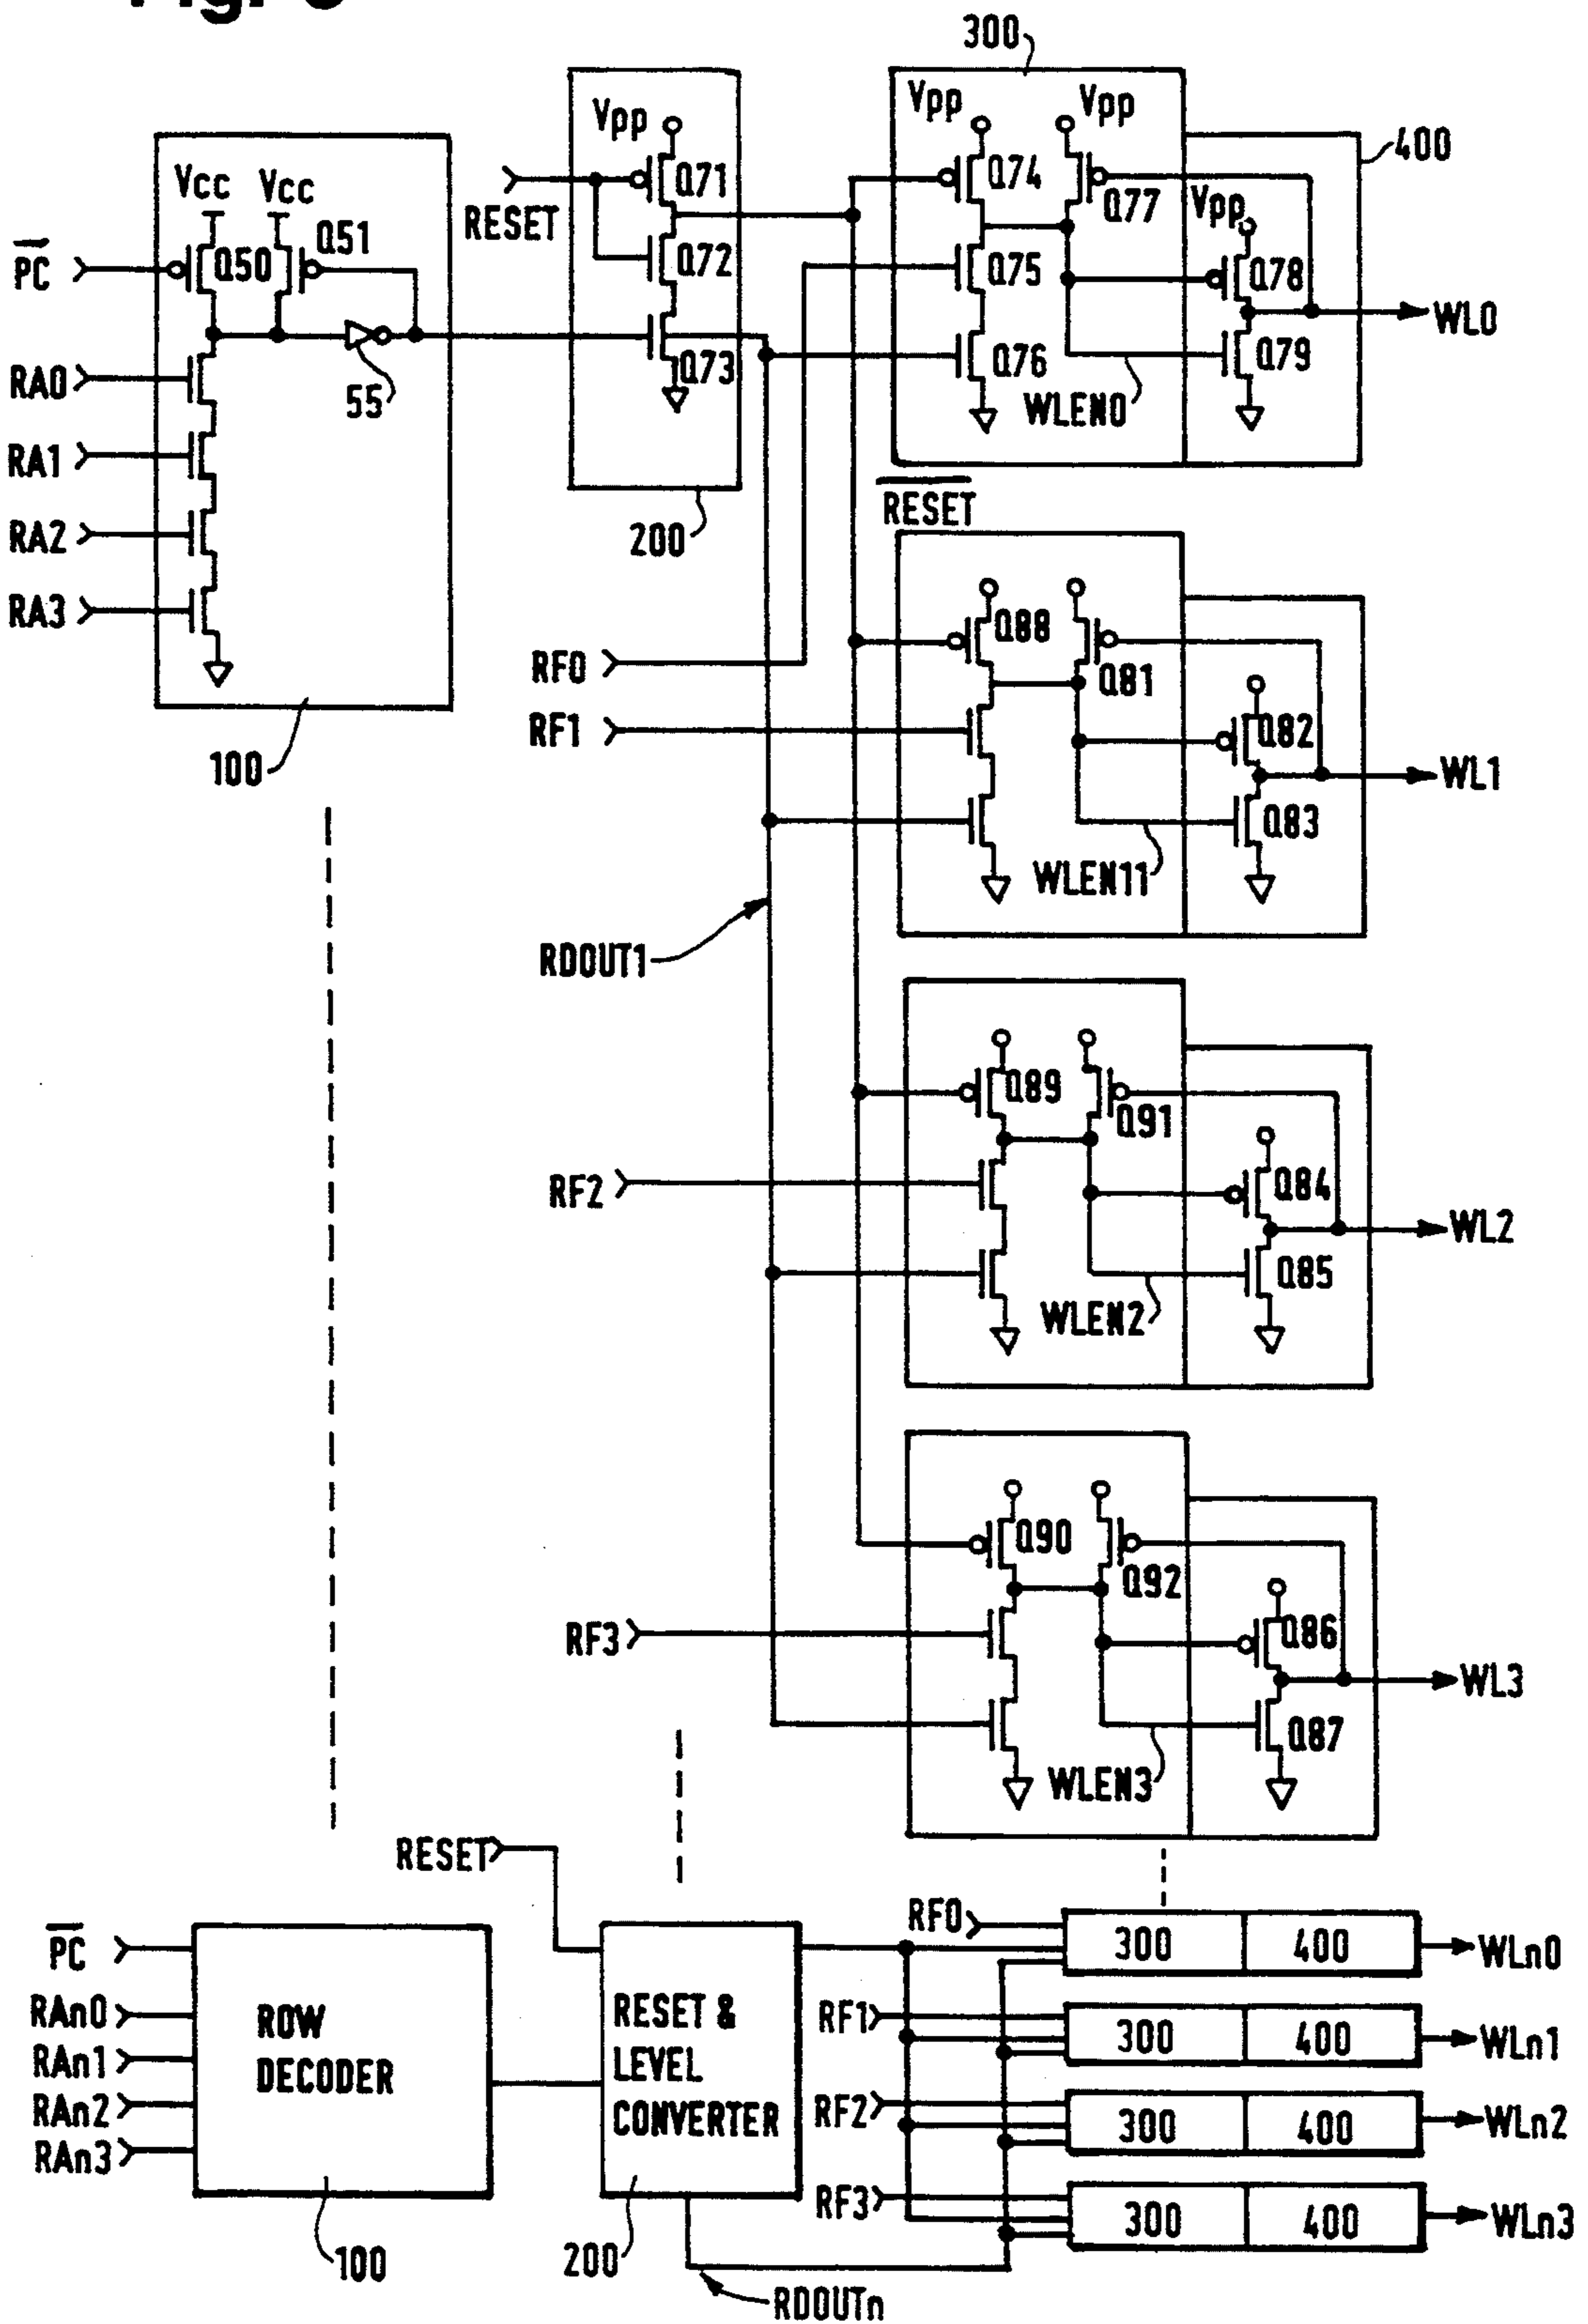 300
Vpp
Vpp
Vpp
400
Vcc
Vcc
Q71
Q74
Q77
Vpp
RESET
PC
Q50
Q51
Q72
Q75
Q78
WL0
RA0
55
Q73
Q76
Q79
WLEN0
RA1
RESET
RA2
200
RA3
Q88
RF0
Q81
RF1
Q82
100
WL1
Q83
WLEN11
RDOUT1
Q89
Q91
RF2
Q84
WL2
Q85
WLEN2
Q90
Q92
RF3
Q86
WL3
Q87
WLEN3
RESET
RF0
PC
300
400
WLn0
RAn0
ROW
DECODER
RESET &
LEVEL
CONVERTER
RF1
300
400
WLn1
RAn1
RAn2
RF2
300
400
WLn2
RAn3
RF3
300
400
WLn3
100
200
RDOUTn